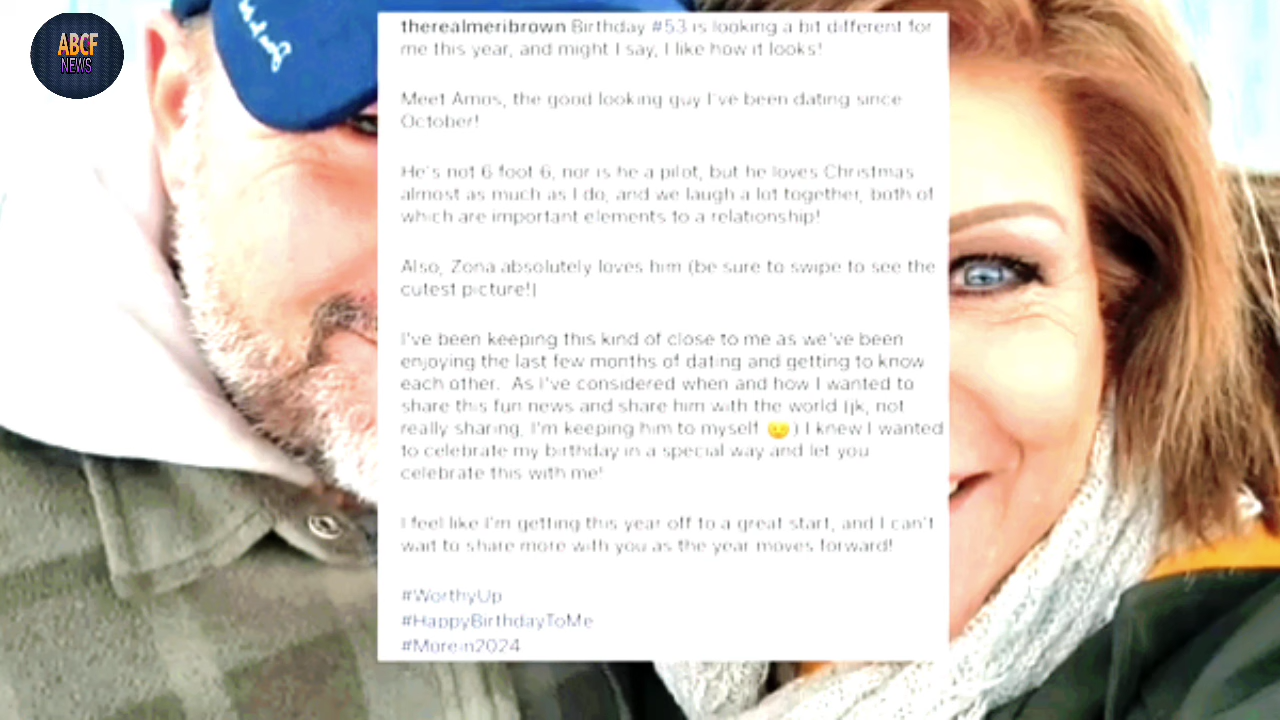 ABCF
NEWS
therealmeribrown Birthday #53 is looking a bit different for
me this year, and might I say, I like how it looks!
Meet Amos, the good looking guy I've been dating since
October!
He's not 6 foot 6, nor is he a pilot, but he loves Christmas
almost as much as I do, and we laugh a lot together, both of
which are important elements to a relationship!
Also, Zona absolutely loves him (be sure to swipe to see the
cutest picture!)
I've been keeping this kind of close to me as we've been
enjoying the last few months of dating and getting to know
each other. As I've considered when and how I wanted to
share this fun news and share him with the world (jk, not
really sharing, I'm keeping him to myself 😉) I knew I wanted
to celebrate my birthday in a special way and let you
celebrate this with me!
I feel like I'm getting this year off to a great start, and I can't
wait to share more with you as the year moves forward!
#WorthyUp
#HappyBirthdayToMe
#Morein2024